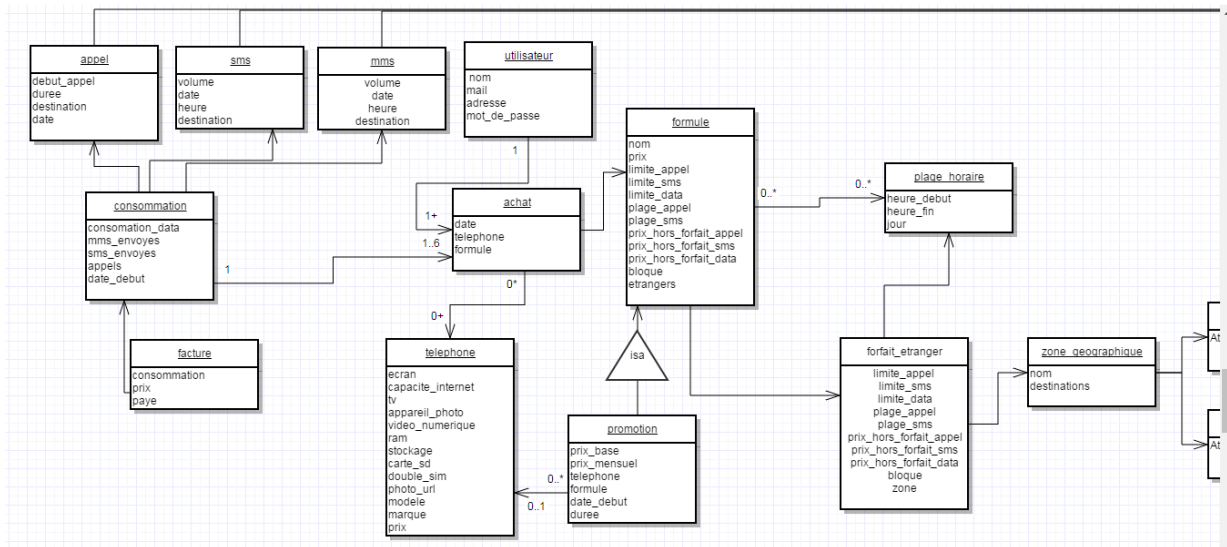 appel
debut_appel
duree
destination
date
sms
volume
date
heure
destination
mms
volume
date
heure
destination
utilisateur
nom
mail
adresse
mot_de_passe
1
1+
1..6
1
consommation
consomation_data
mms_envoyes
sms_envoyes
appels
date_debut
achat
date
telephone
formule
0*
0+
formule
nom
prix
limite_appel
limite_sms
limite_data
plage_appel
plage_sms
prix_hors_forfait_appel
prix_hors_forfait_sms
prix_hors_forfait_data
bloque
etrangers
0..*
0..*
plage_horaire
heure_debut
heure_fin
jour
facture
consommation
prix
paye
telephone
ecran
capacite_internet
tv
appareil_photo
video_numerique
ram
stockage
carte_sd
double_sim
photo_url
modele
marque
prix
isa
promotion
prix_base
prix_mensuel
telephone
formule
date_debut
duree
0..*
0..1
forfait_etranger
limite_appel
limite_sms
limite_data
plage_appel
plage_sms
prix_hors_forfait_appel
prix_hors_forfait_sms
prix_hors_forfait_data
bloque
zone
zone_geographique
nom
destinations
At
At